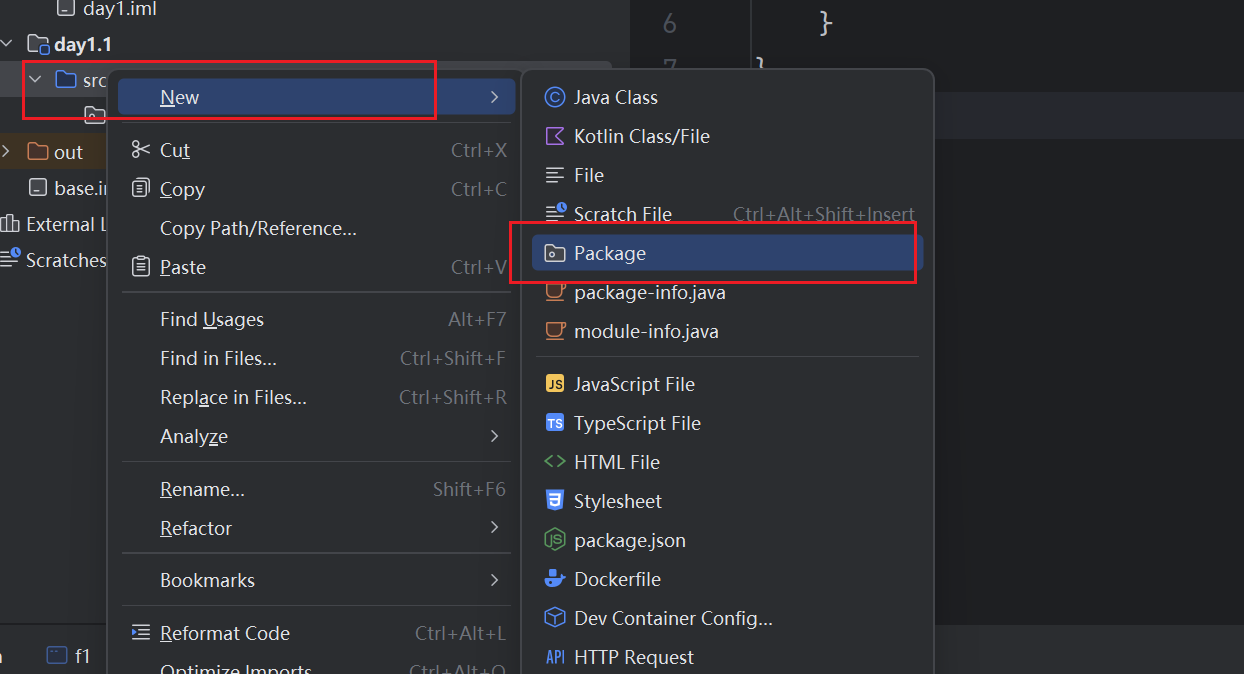 day1.iml
day1.1
src
out
External L
Scratches
f1
New
Cut Ctrl+X
Copy Ctrl+C
Copy Path/Reference...
Paste Ctrl+V
Find Usages Alt+F7
Find in Files... Ctrl+Shift+F
Replace in Files... Ctrl+Shift+R
Analyze
Rename... Shift+F6
Refactor
Bookmarks
Reformat Code Ctrl+Alt+L
Optimize Imports Ctrl+Alt+O
6 }
7 }
Java Class
Kotlin Class/File
File
Scratch File Ctrl+Alt+Shift+Insert
Package
package-info.java
module-info.java
JS JavaScript File
TS TypeScript File
HTML File
Stylesheet
package.json
Dockerfile
Dev Container Config...
API HTTP Request